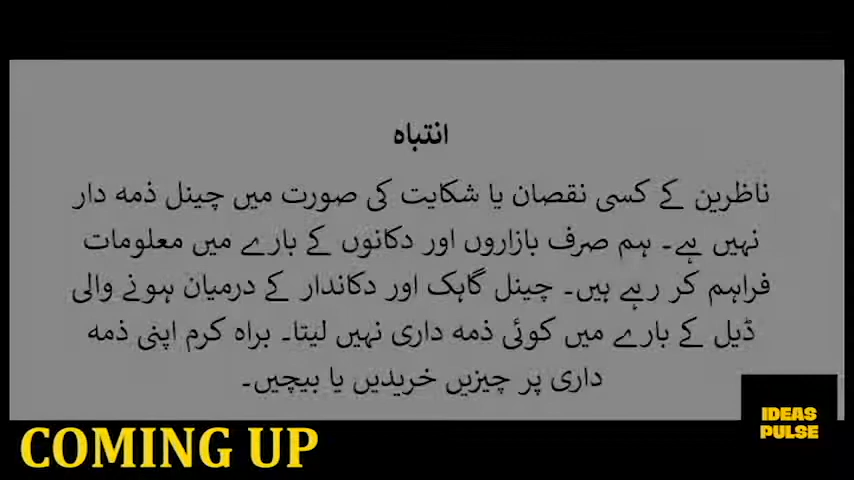 انتباہ
ناظرین کے کسی نقصان یا شکایت کی صورت میں چینل ذمہ دار
نہیں ہے۔ ہم صرف بازاروں اور دکانوں کے بارے میں معلومات
فراہم کر رہے ہیں۔ چینل گاہک اور دکاندار کے درمیان ہونے والی
ڈیل کے بارے میں کوئی ذمہ داری نہیں لیتا۔ براہ کرم اپنی ذمہ
داری پر چیزیں خریدیں یا بیچیں۔
IDEAS
PULSE
COMING UP